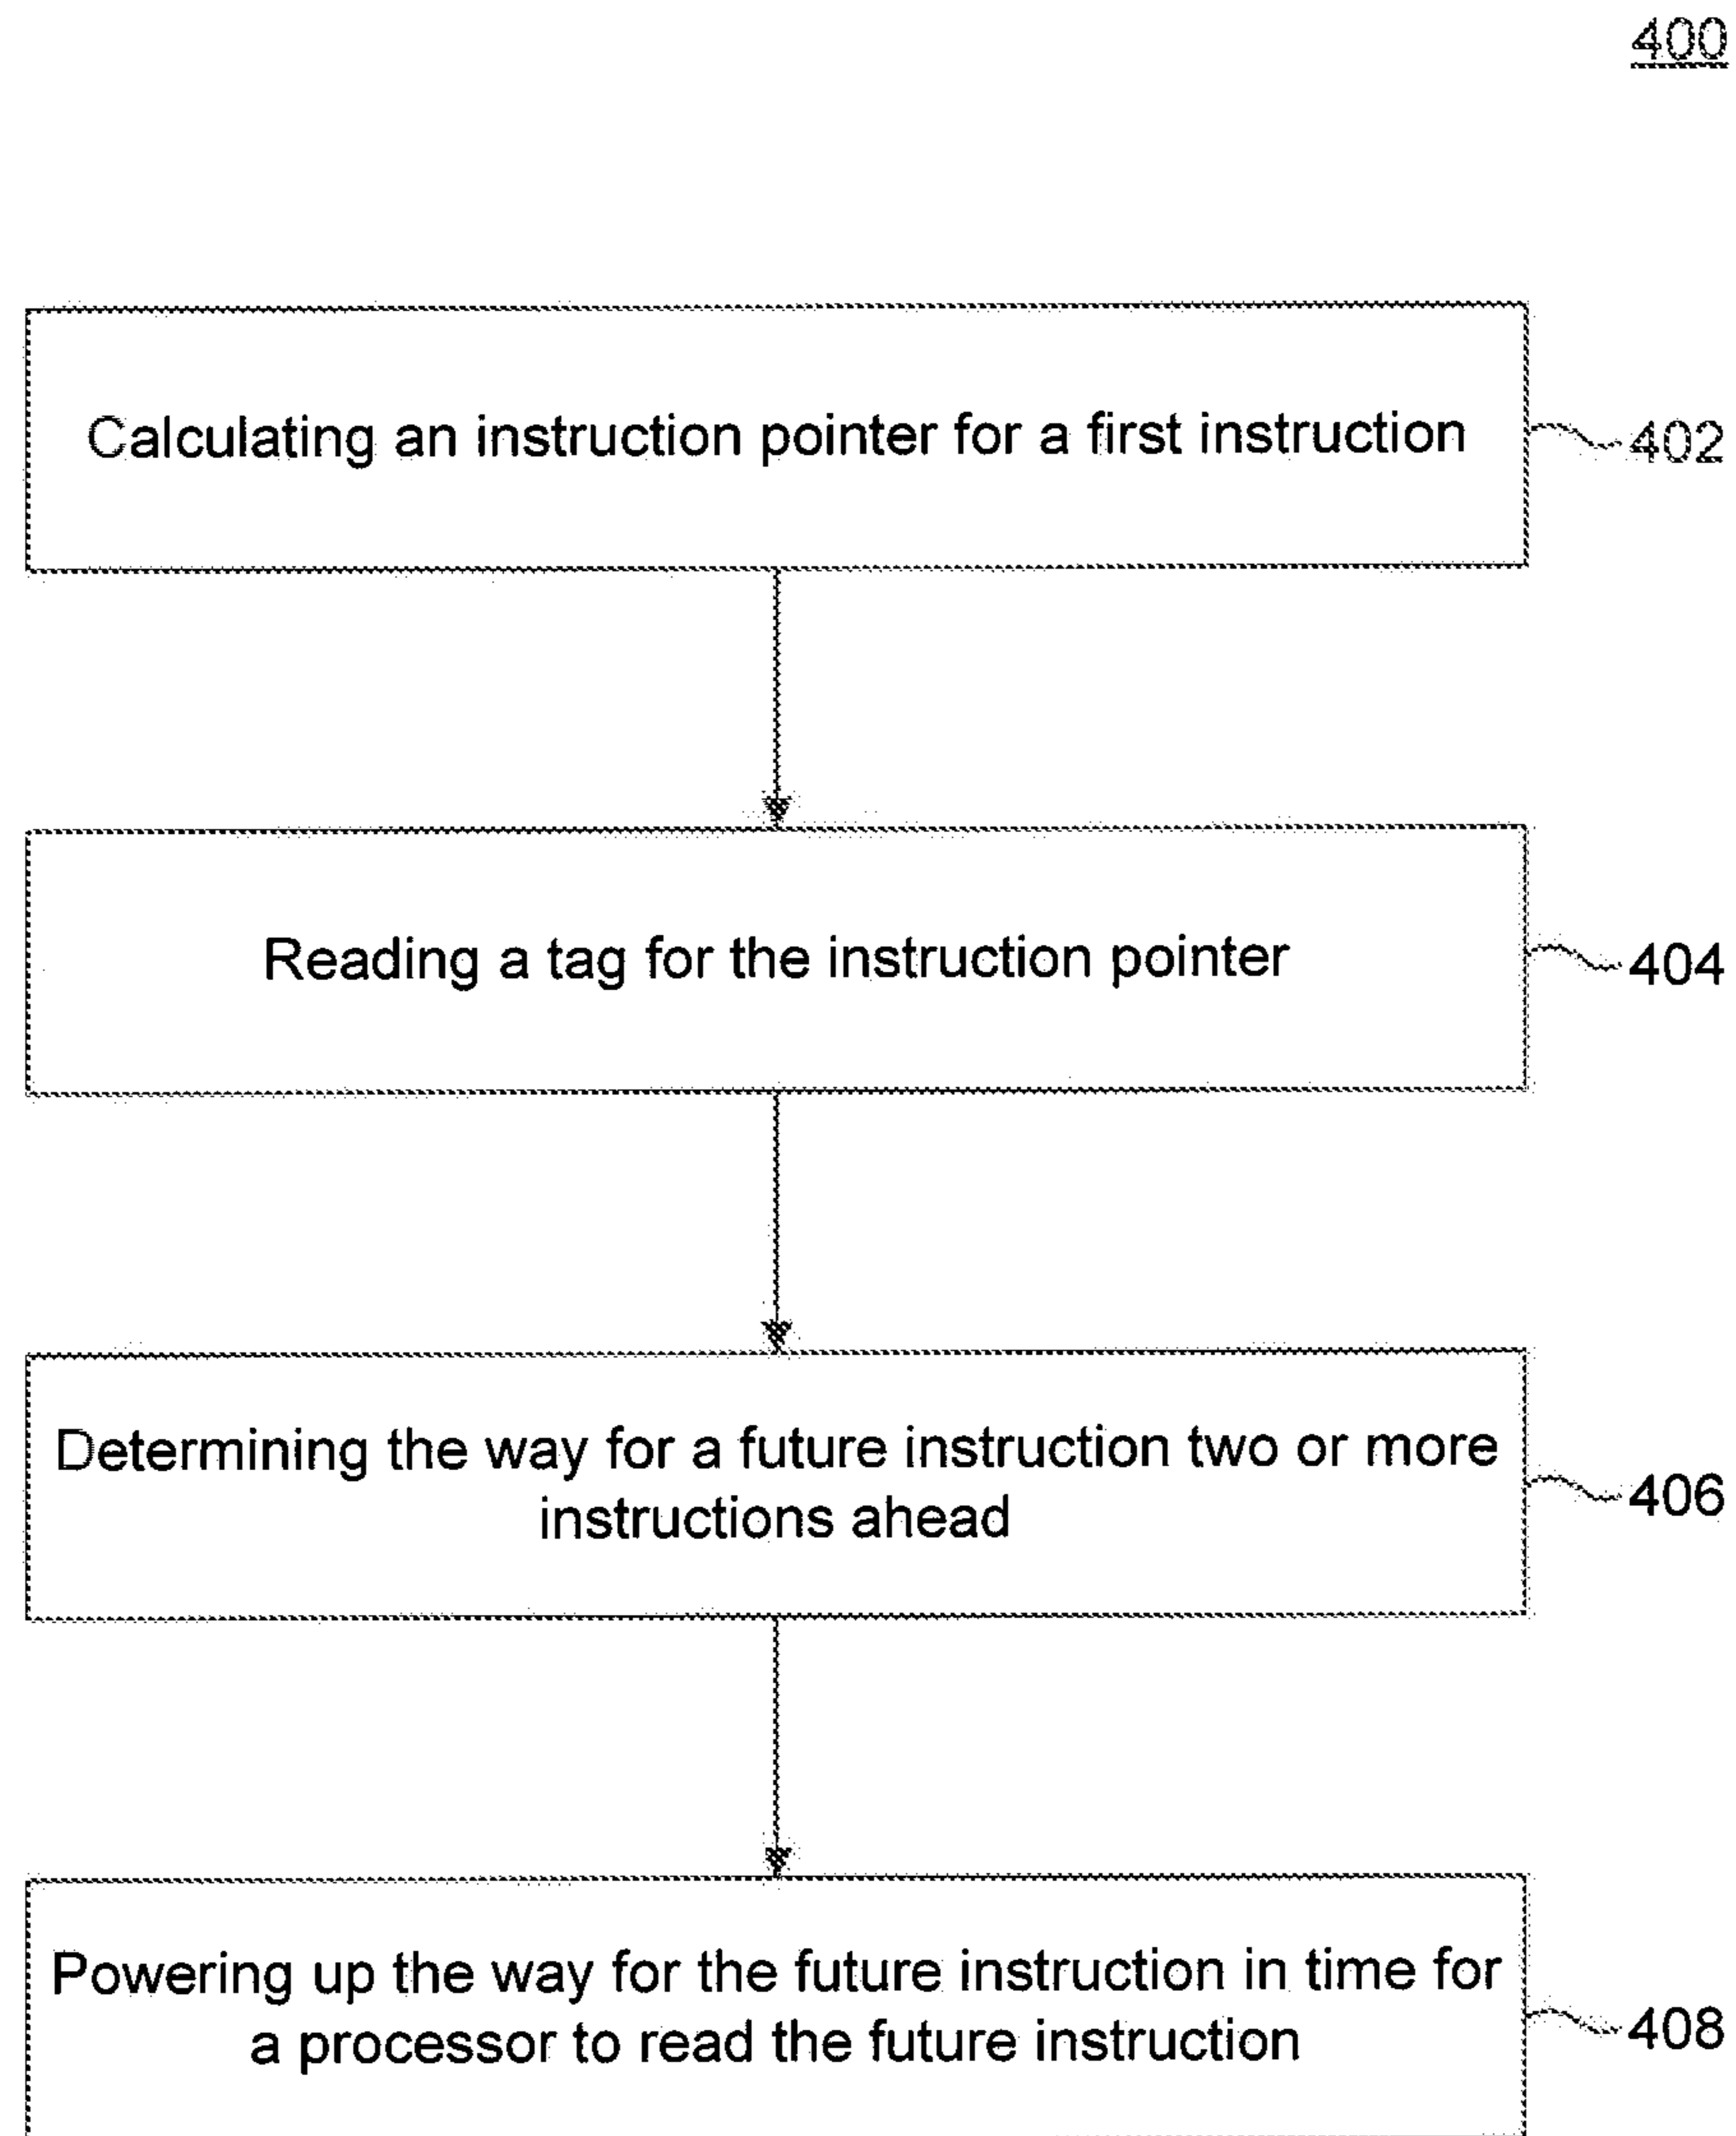 400
Calculating an instruction pointer for a first instruction
402
Reading a tag for the instruction pointer
404
Determining the way for a future instruction two or more
instructions ahead
406
Powering up the way for the future instruction in time for
a processor to read the future instruction
408